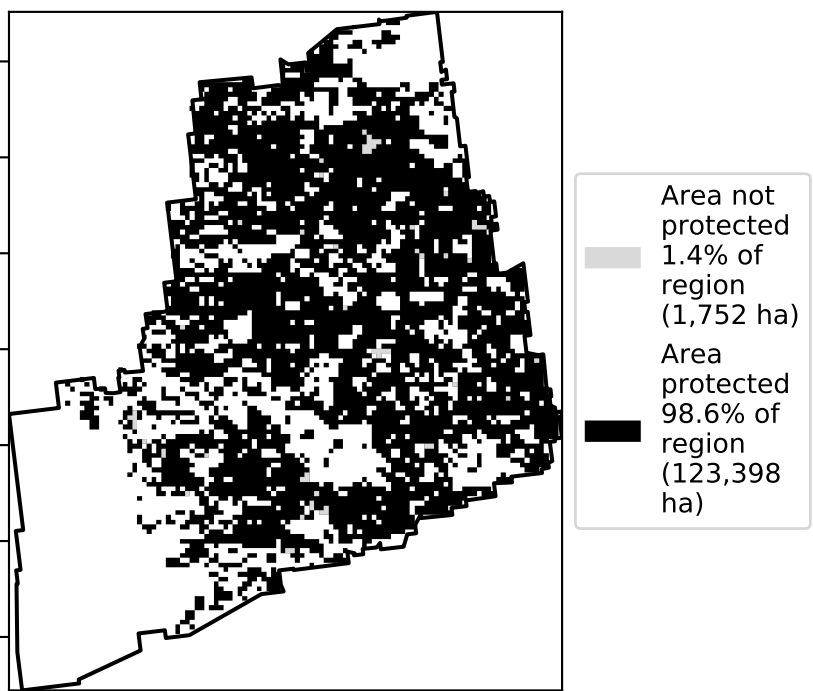 Area not
protected
1.4% of
region
(1,752 ha)
Area
protected
98.6% of
region
(123,398
ha)